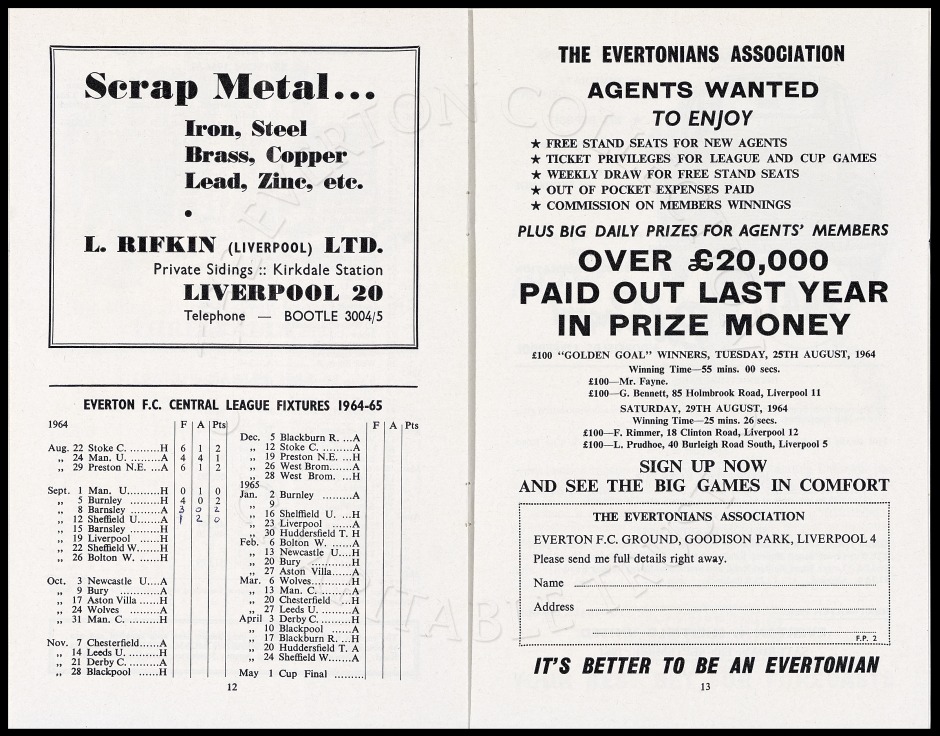 Scrap Metal...
Iron, Steel
Brass, Copper
Lead, Zinc, etc.
L. RIFKIN (LIVERPOOL) LTD.
Private Sidings :: Kirkdale Station
LIVERPOOL 20
Telephone — BOOTLE 3004/5
EVERTON F.C. CENTRAL LEAGUE FIXTURES 1964-65
1964 F A Pts
Aug. 22 Stoke C. .........H 6 1 2
,, 24 Man. U. .........A 4 4 1
,, 29 Preston N.E. ...A 6 1 2
Sept. 1 Man. U..........H 0 1 0
,, 5 Burnley .........H 4 0 2
,, 8 Barnsley .........A 3 0 2
,, 12 Sheffield U......A 1 2 0
,, 15 Barnsley .........H
,, 19 Liverpool ......H
,, 22 Sheffield W.......H
,, 26 Bolton W. ......A
Oct. 3 Newcastle U....A
,, 9 Bury ............A
,, 17 Aston Villa ......H
,, 24 Wolves .........A
,, 31 Man. C. .........H
Nov. 7 Chesterfield......A
,, 14 Leeds U. .........H
,, 21 Derby C. .........A
,, 28 Blackpool ......H
F A Pts
Dec. 5 Blackburn R. ...A
,, 12 Stoke C. .........A
,, 19 Preston N.E. ...H
,, 26 West Brom.......A
,, 28 West Brom. ...H
1965
Jan. 2 Burnley .........A
,, 9
,, 16 Shelffield U. ...H
,, 23 Liverpool ......A
,, 30 Huddersfield T. H
Feb. 6 Bolton W. ......A
,, 13 Newcastle U....H
,, 20 Bury ............H
,, 27 Aston Villa......A
Mar. 6 Wolves............H
,, 13 Man. C. .........A
,, 20 Chesterfield ...H
,, 27 Leeds U. .........A
April 3 Derby C. .........H
,, 10 Blackpool ......A
,, 17 Blackburn R. ...H
,, 20 Huddersfield T. A
,, 24 Sheffield W.......A
May 1 Cup Final .........
12
THE EVERTONIANS ASSOCIATION
AGENTS WANTED
TO ENJOY
★ FREE STAND SEATS FOR NEW AGENTS
★ TICKET PRIVILEGES FOR LEAGUE AND CUP GAMES
★ WEEKLY DRAW FOR FREE STAND SEATS
★ OUT OF POCKET EXPENSES PAID
★ COMMISSION ON MEMBERS WINNINGS
PLUS BIG DAILY PRIZES FOR AGENTS' MEMBERS
OVER £20,000
PAID OUT LAST YEAR
IN PRIZE MONEY
£100 "GOLDEN GOAL" WINNERS, TUESDAY, 25TH AUGUST, 1964
Winning Time—55 mins. 00 secs.
£100—Mr. Fayne.
£100—G. Bennett, 85 Holmbrook Road, Liverpool 11
SATURDAY, 29TH AUGUST, 1964
Winning Time—25 mins. 26 secs.
£100—F. Rimmer, 18 Clinton Road, Liverpool 12
£100—L. Prudhoe, 40 Burleigh Road South, Liverpool 5
SIGN UP NOW
AND SEE THE BIG GAMES IN COMFORT
THE EVERTONIANS ASSOCIATION
EVERTON F.C. GROUND, GOODISON PARK, LIVERPOOL 4
Please send me full details right away.
Name
Address
F.P. 2
IT'S BETTER TO BE AN EVERTONIAN
13